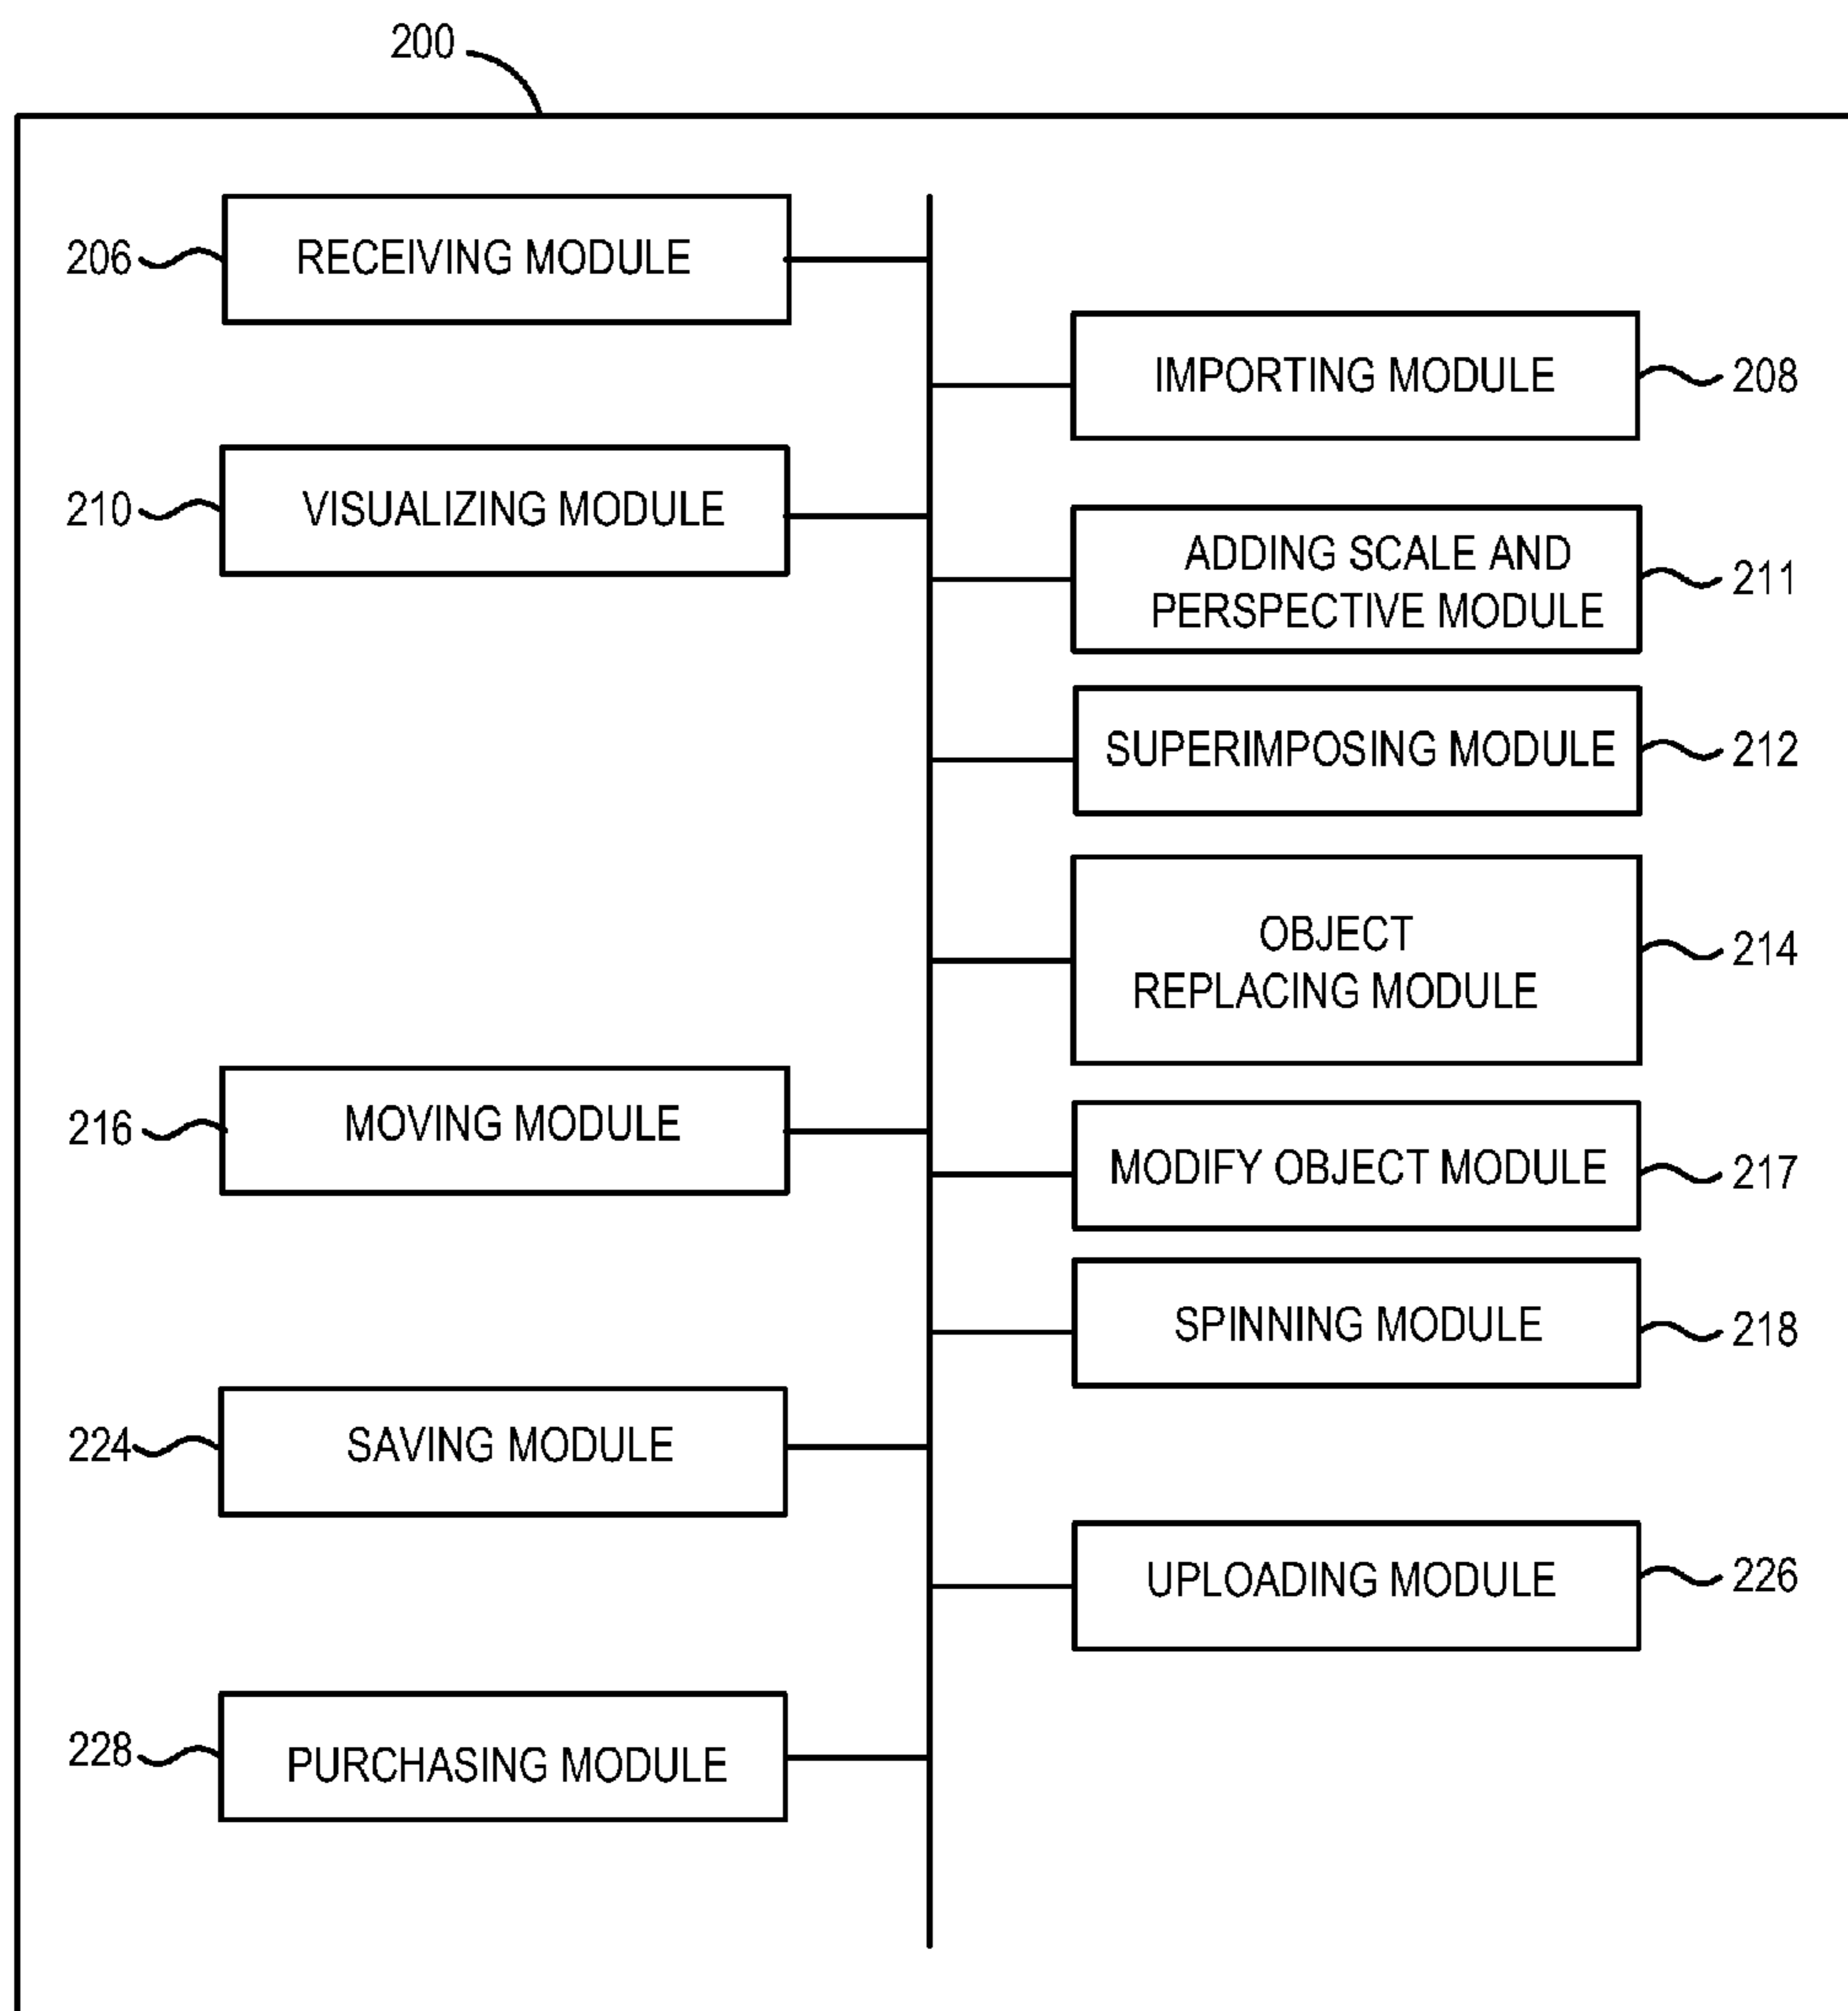 200
206 RECEIVING MODULE
IMPORTING MODULE 208
210 VISUALIZING MODULE
ADDING SCALE AND
PERSPECTIVE MODULE 211
SUPERIMPOSING MODULE 212
OBJECT
REPLACING MODULE 214
216 MOVING MODULE
MODIFY OBJECT MODULE 217
SPINNING MODULE 218
224 SAVING MODULE
UPLOADING MODULE 226
228 PURCHASING MODULE